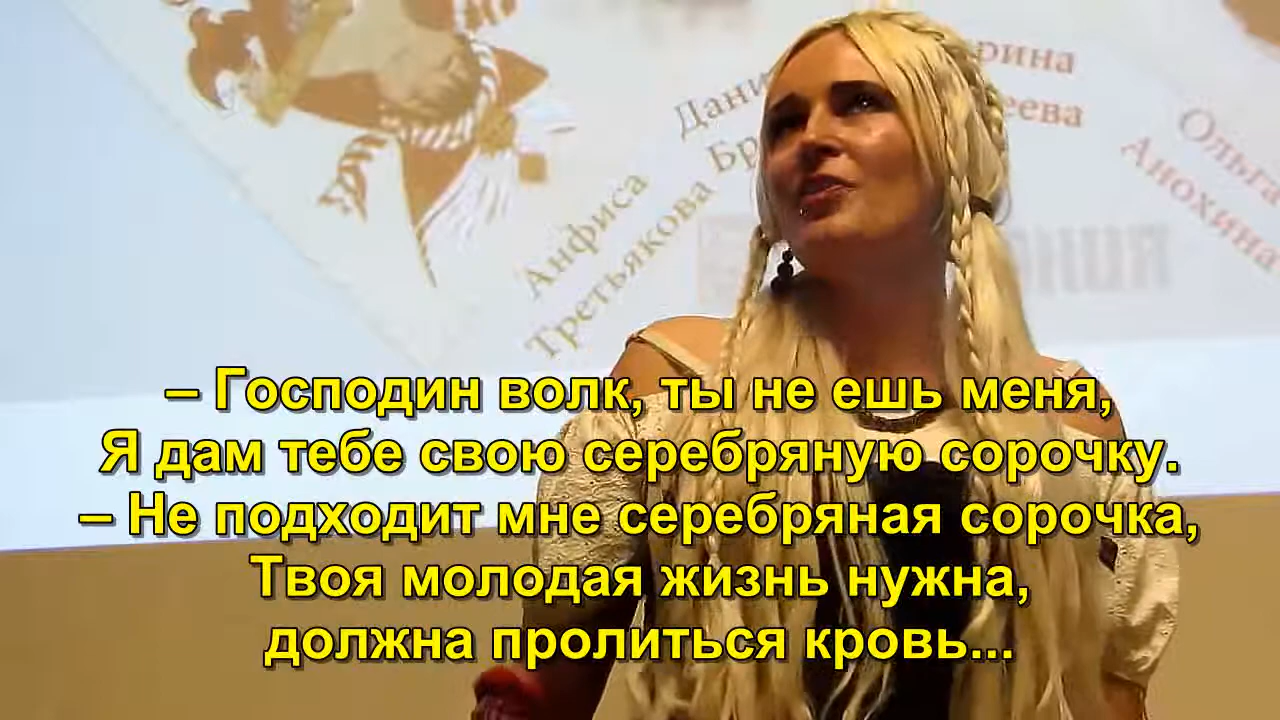 Анфиса
Третьякова
Ольга
Анохина
– Господин волк, ты не ешь меня,
Я дам тебе свою серебряную сорочку.
– Не подходит мне серебряная сорочка,
Твоя молодая жизнь нужна,
должна пролиться кровь...